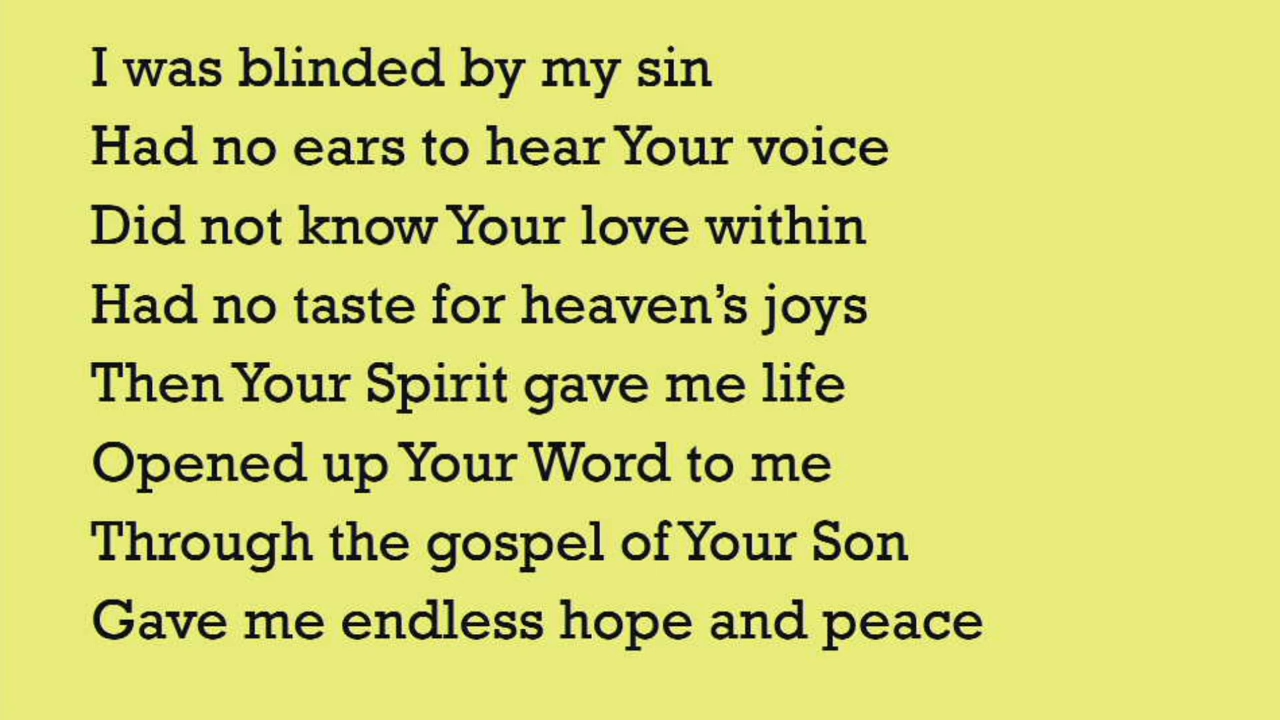 I was blinded by my sin
Had no ears to hear Your voice
Did not know Your love within
Had no taste for heaven’s joys
Then Your Spirit gave me life
Opened up Your Word to me
Through the gospel of Your Son
Gave me endless hope and peace